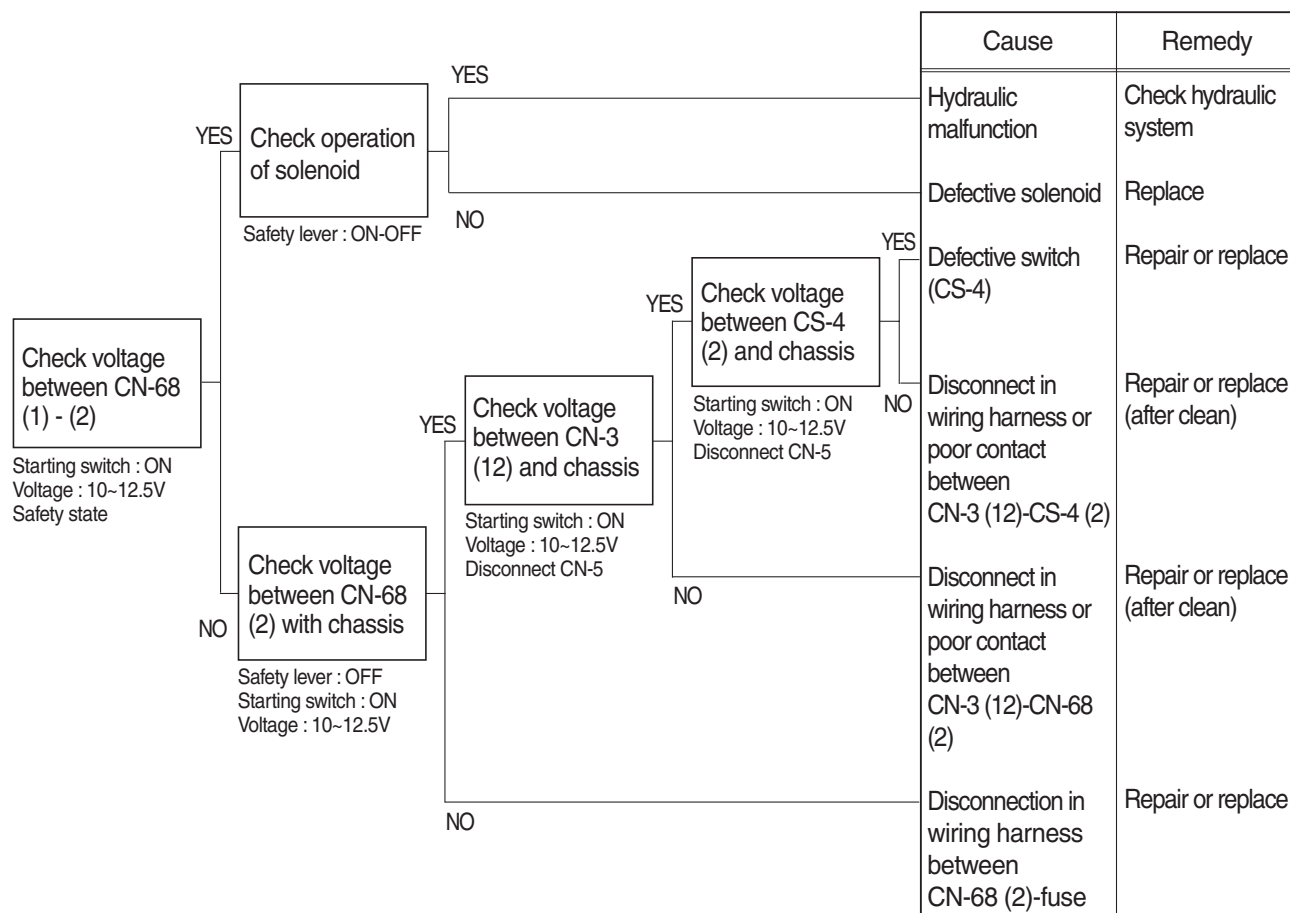 Cause
Remedy
YES
Hydraulic
malfunction
Check hydraulic
system
YES
Check operation
of solenoid
Defective solenoid
Replace
NO
Safety lever : ON-OFF
YES
Defective switch
(CS-4)
Repair or replace
YES
Check voltage
between CS-4
(2) and chassis
Check voltage
between CN-68
(1) - (2)
Starting switch : ON
Voltage : 10~12.5V
Disconnect CN-5
NO
Disconnect in
wiring harness or
poor contact
between
CN-3 (12)-CS-4 (2)
Repair or replace
(after clean)
YES
Check voltage
between CN-3
(12) and chassis
Starting switch : ON
Voltage : 10~12.5V
Safety state
Starting switch : ON
Voltage : 10~12.5V
Disconnect CN-5
NO
Check voltage
between CN-68
(2) with chassis
NO
Disconnect in
wiring harness or
poor contact
between
CN-3 (12)-CN-68
(2)
Repair or replace
(after clean)
Safety lever : OFF
Starting switch : ON
Voltage : 10~12.5V
NO
Disconnection in
wiring harness
between
CN-68 (2)-fuse
Repair or replace